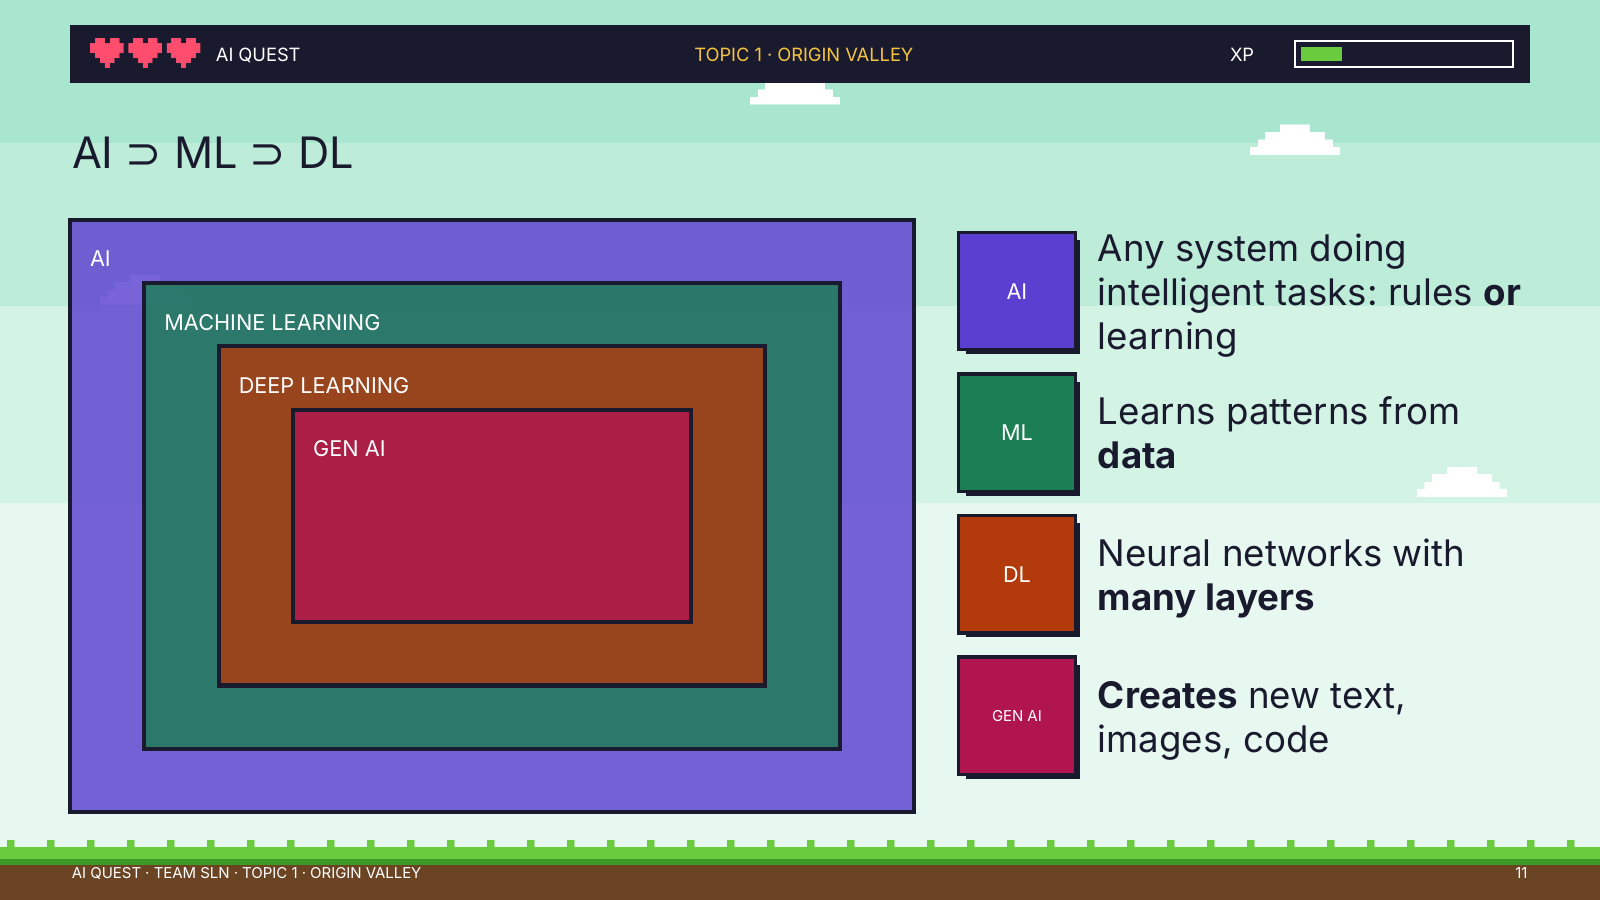 AI QUEST
TOPIC 1 · ORIGIN VALLEY
XP
AI ⊃ ML ⊃ DL
AI
MACHINE LEARNING
DEEP LEARNING
GEN AI
AI
Any system doing
intelligent tasks: rules or
learning
ML
Learns patterns from
data
DL
Neural networks with
many layers
GEN AI
Creates new text,
images, code
AI QUEST · TEAM SLN · TOPIC 1 · ORIGIN VALLEY
11